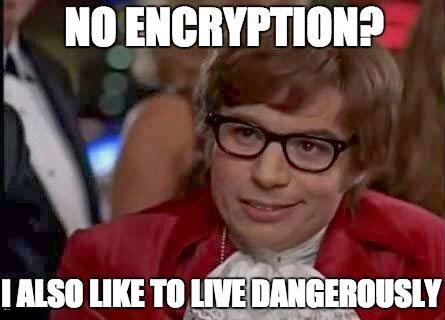 NO ENCRYPTION?
I ALSO LIKE TO LIVE DANGEROUSLY